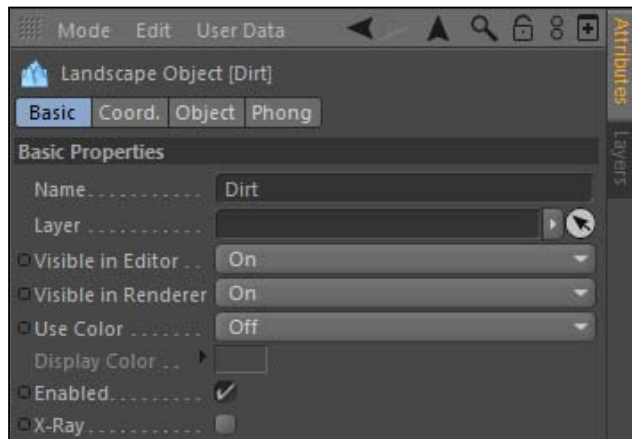 Mode Edit User Data
Landscape Object [Dirt]
Basic Coord. Object Phong
Basic Properties
Name........... Dirt
Layer...........
Visible in Editor .. On
Visible in Renderer On
Use Color ....... Off
Display Color ..
Enabled.........
X-Ray...........
Attributes
Layers